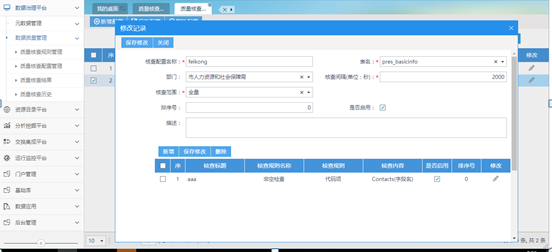 数据治理平台
元数据管理
数据质量管理
质量核查规则管理
质量核查配置管理
质量核查结果
质量核查历史
资源目录平台
分析挖掘平台
交换集成平台
运行监控平台
门户管理
基础库
数据应用
后台管理
我的桌面 质量核查… 质量核查…
修改记录
保存修改 关闭
核查配置名称：* feikong 表名：* pres_basicinfo
部门： 市人力资源和社会保障局 核查间隔(单位：秒)：* 2000
核查范围：* 全量
排序号： 0 是否启用：
描述：
新增 保存修改 删除
序 核查标题 核查规则名称 核查规则 核查内容 是否启用 排序号 修改
1 aaa 非空检查 代码项 Contacts(字段名) 0
序 修改
1
2
10 条, 共 2 条